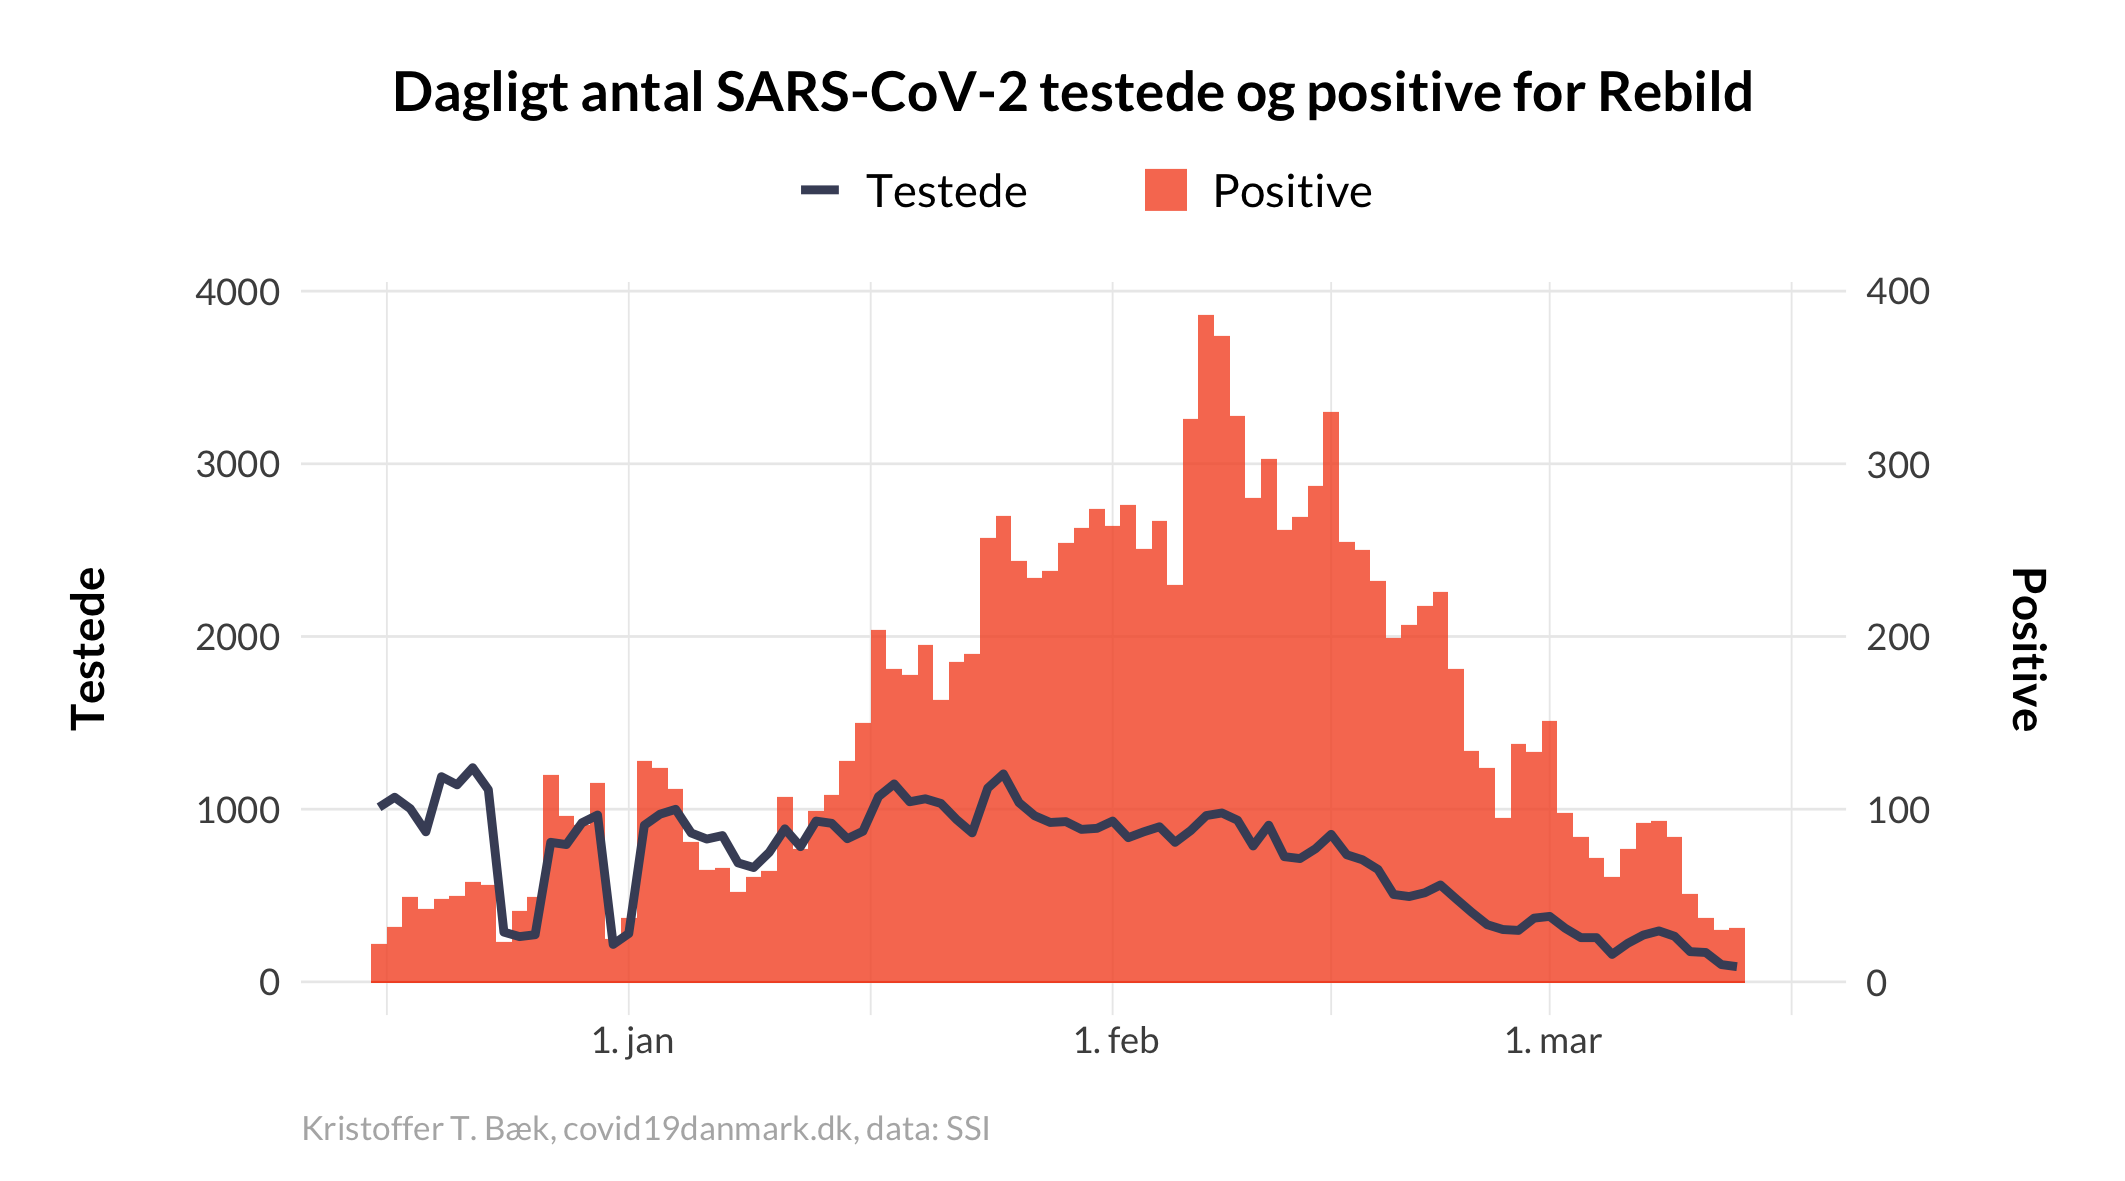 Dagligt antal SARS-CoV-2 testede og positive for Rebild
Testede
Positive
4000
3000
2000
1000
0
400
300
200
100
0
Testede
Positive
1. jan
1. feb
1. mar
Kristoffer T. Bæk, covid19danmark.dk, data: SSI